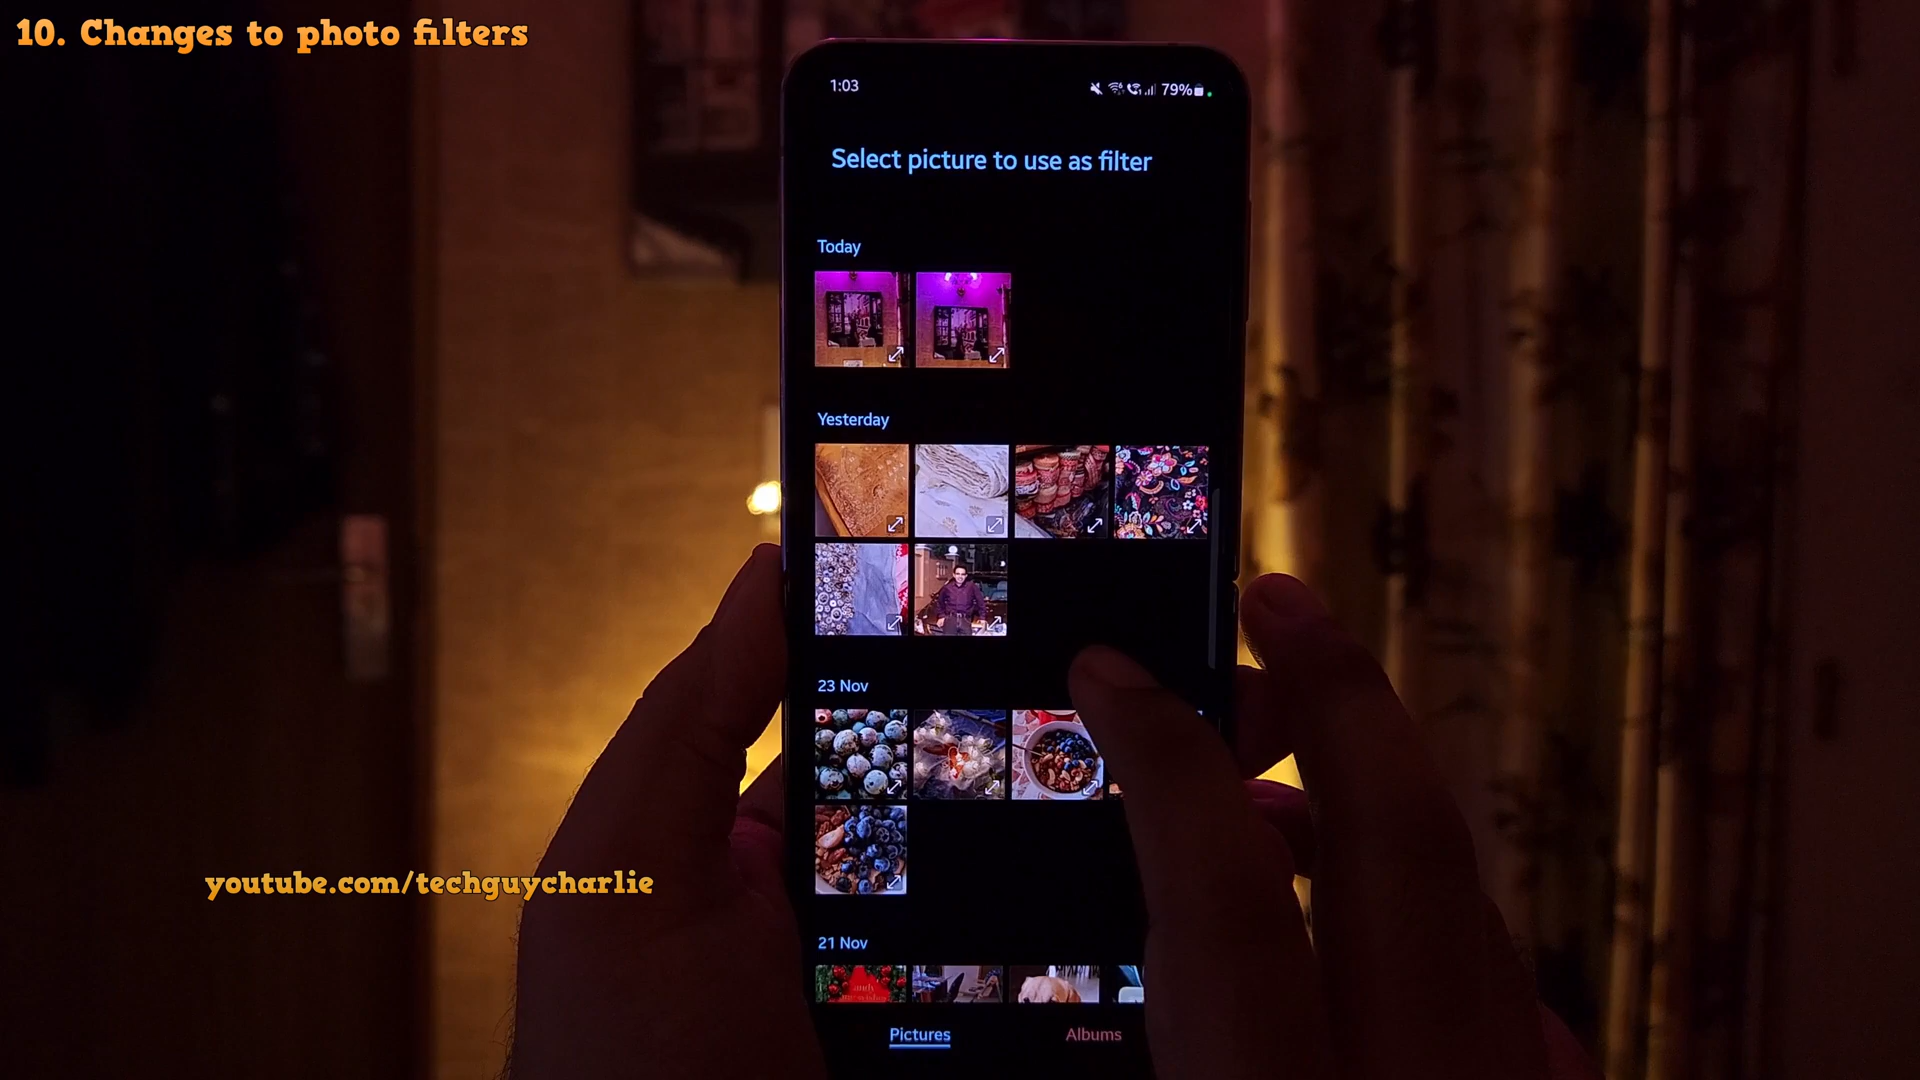 10. Changes to photo filters
1:03
79%
Select picture to use as filter
Today
Yesterday
23 Nov
youtube.com/techguycharlie
21 Nov
Pictures
Albums